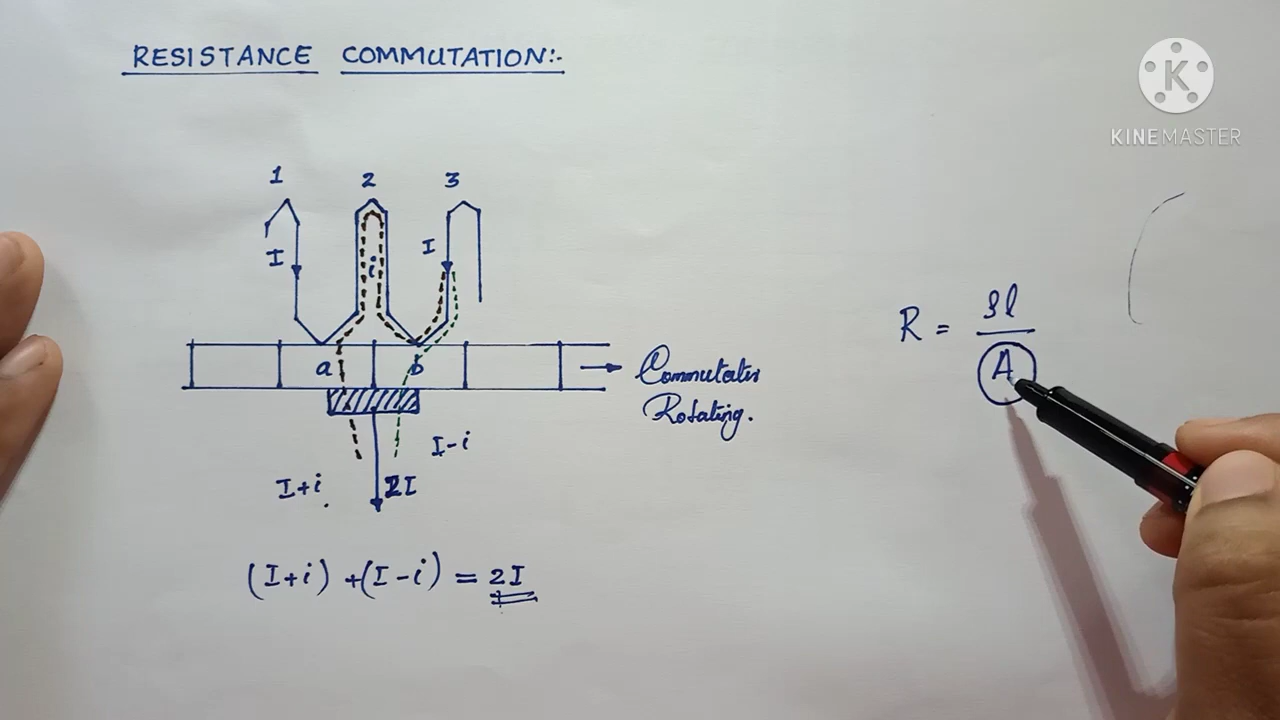 RESISTANCE COMMUTATION:-
K
KINEMASTER
1 2 3
I i I
a b
Commutator
Rotating.
I-i
I+i 2I
(I+i) +(I-i) = 2I
R = ρl
A